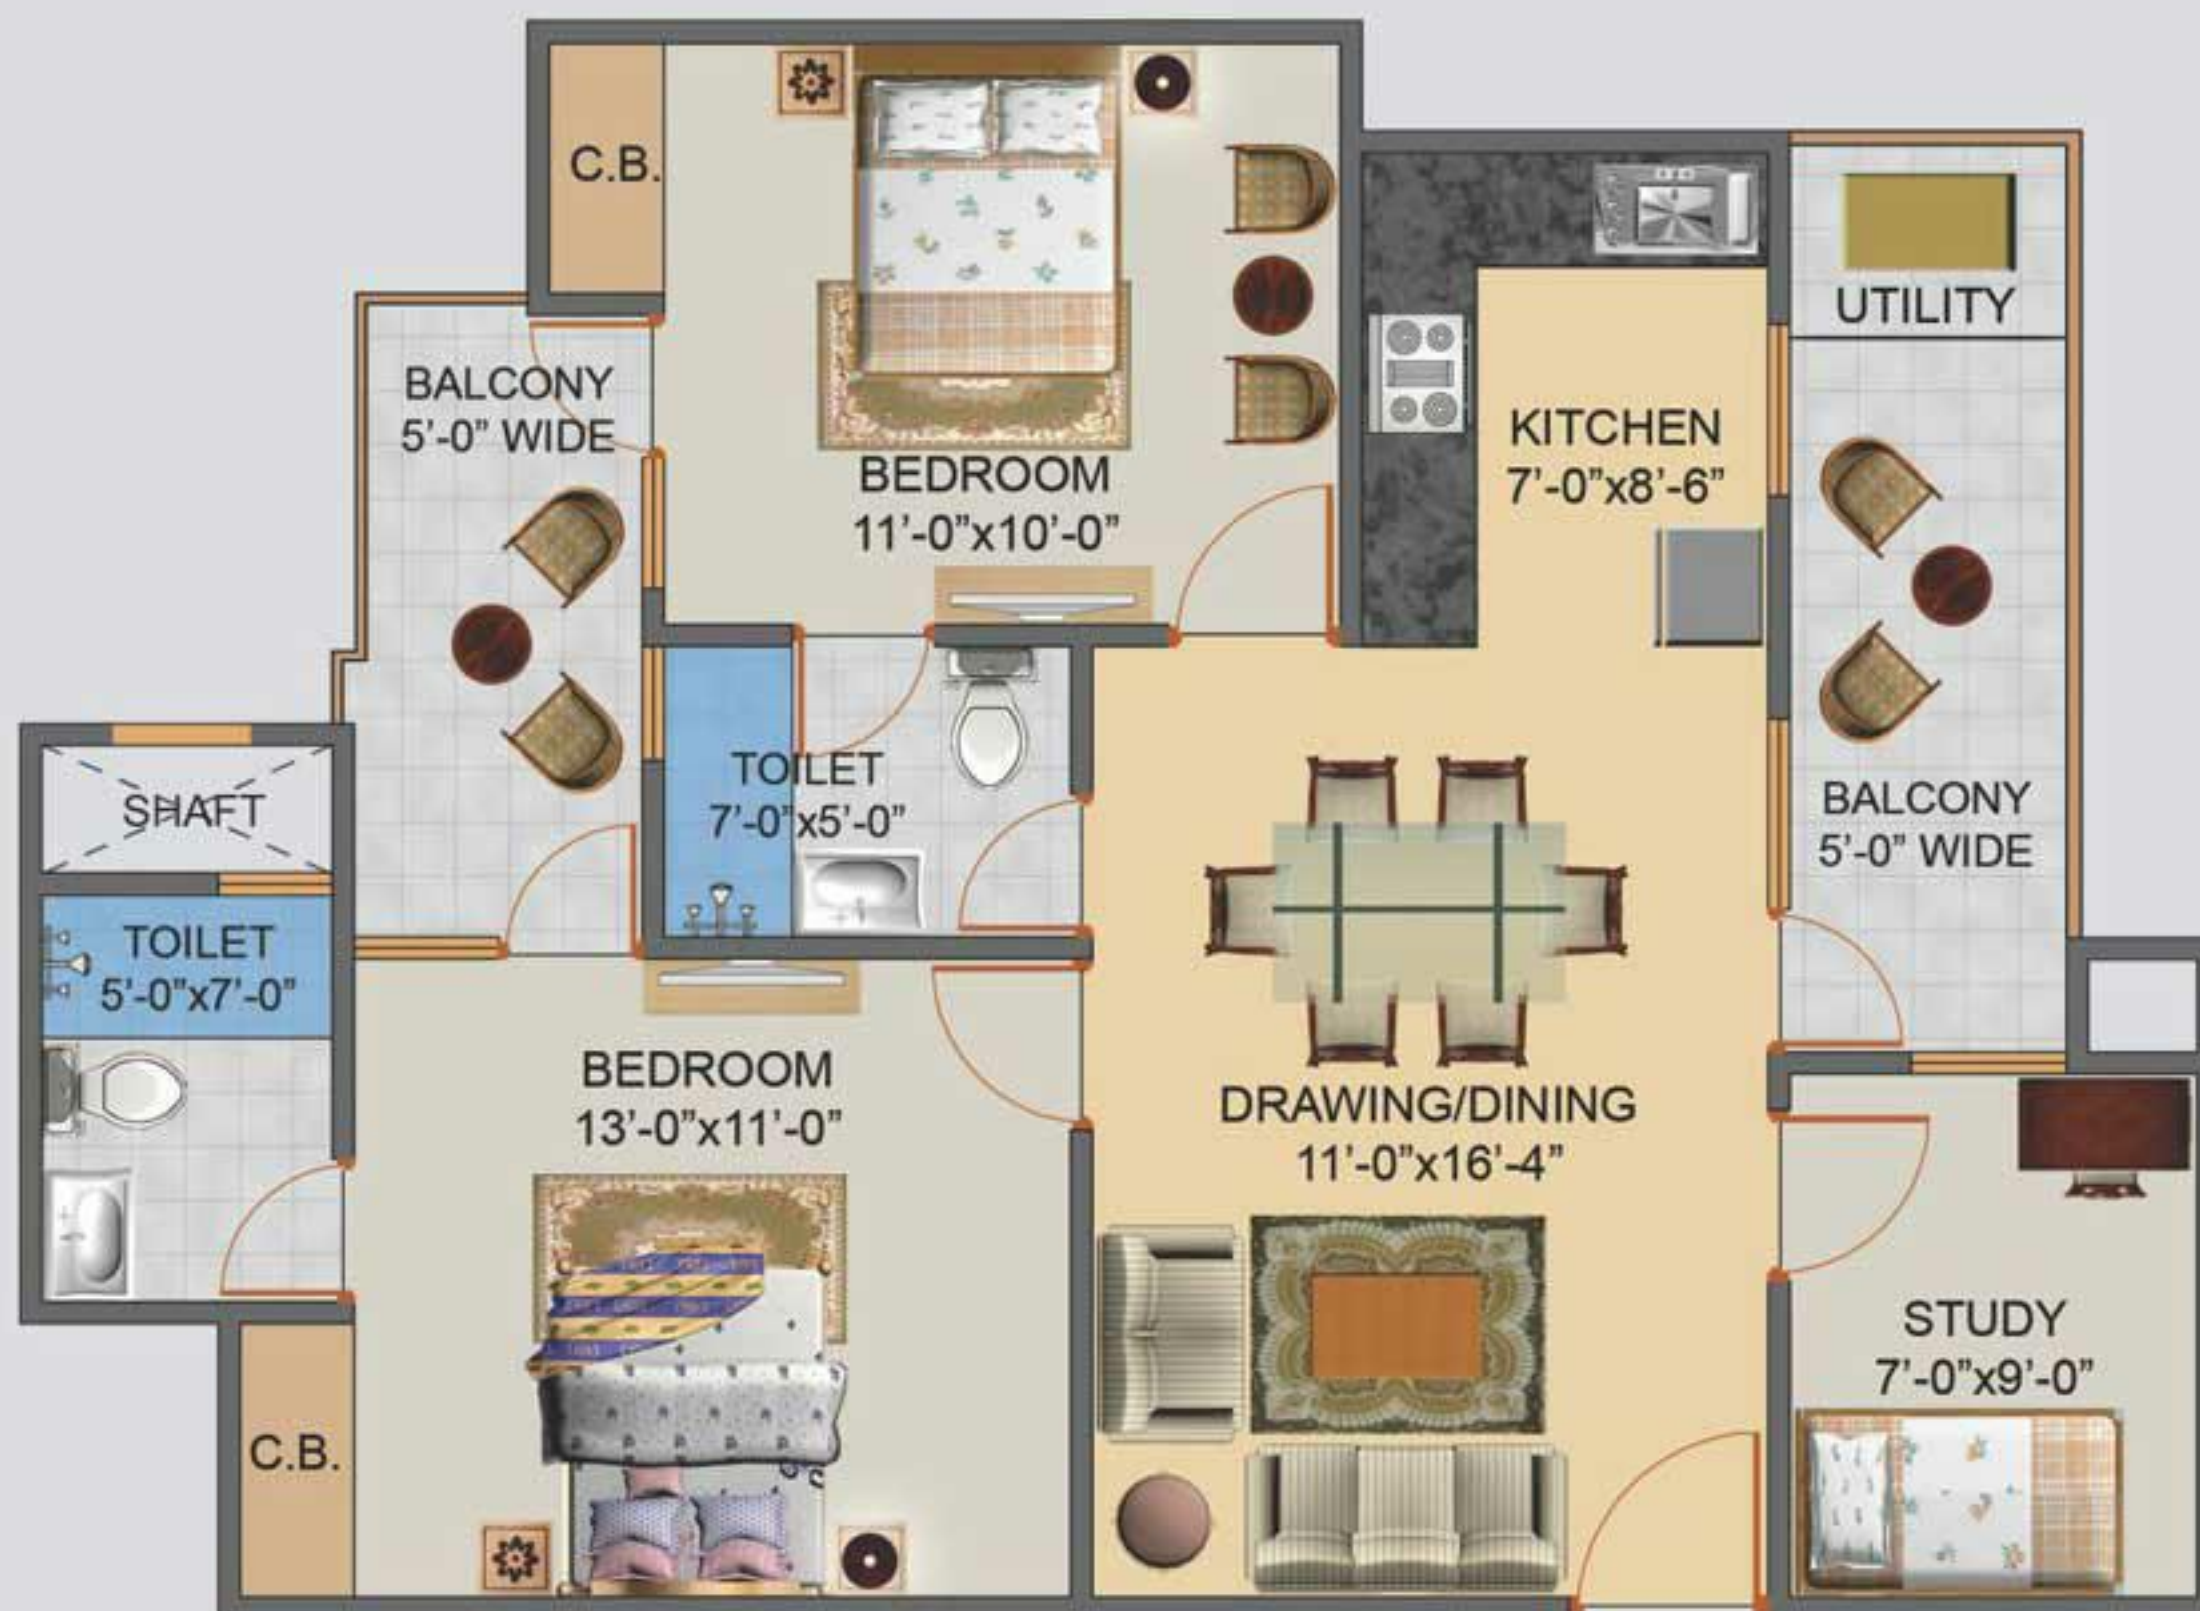 C.B.
UTILITY
BALCONY
5'-0" WIDE
KITCHEN
7'-0"x8'-6"
BEDROOM
11'-0"x10'-0"
TOILET
7'-0"x5'-0"
SHAFT
BALCONY
5'-0" WIDE
TOILET
5'-0"x7'-0"
BEDROOM
13'-0"x11'-0"
DRAWING/DINING
11'-0"x16'-4"
STUDY
7'-0"x9'-0"
C.B.